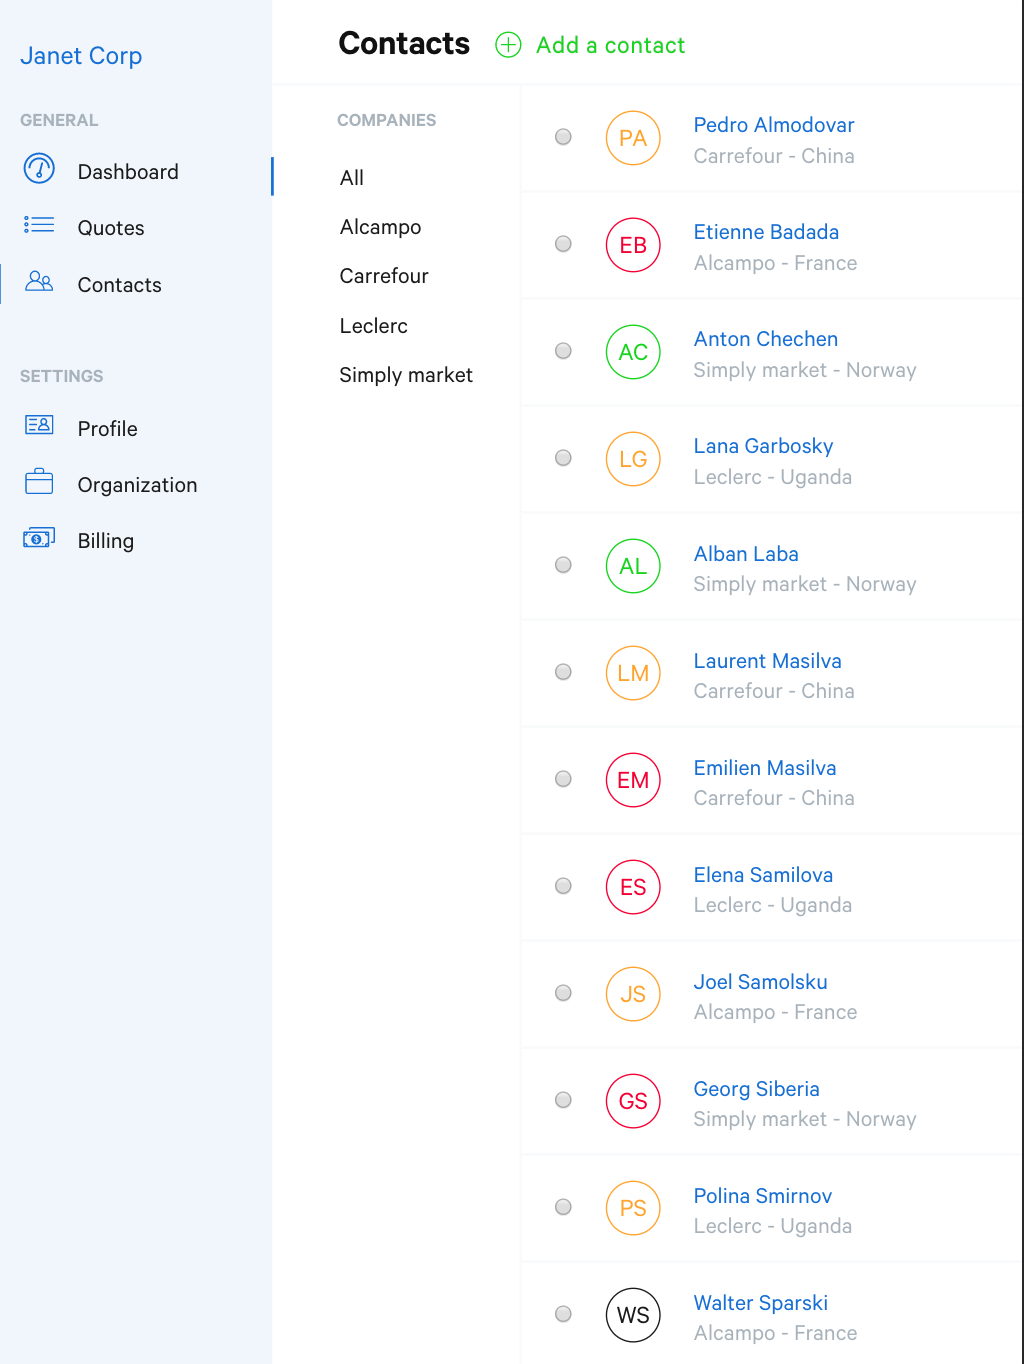 Janet Corp
GENERAL
Dashboard
Quotes
Contacts
SETTINGS
Profile
Organization
Billing
Contacts
Add a contact
COMPANIES
All
Alcampo
Carrefour
Leclerc
Simply market
PA
Pedro Almodovar
Carrefour - China
EB
Etienne Badada
Alcampo - France
AC
Anton Chechen
Simply market - Norway
LG
Lana Garbosky
Leclerc - Uganda
AL
Alban Laba
Simply market - Norway
LM
Laurent Masilva
Carrefour - China
EM
Emilien Masilva
Carrefour - China
ES
Elena Samilova
Leclerc - Uganda
JS
Joel Samolsku
Alcampo - France
GS
Georg Siberia
Simply market - Norway
PS
Polina Smirnov
Leclerc - Uganda
WS
Walter Sparski
Alcampo - France